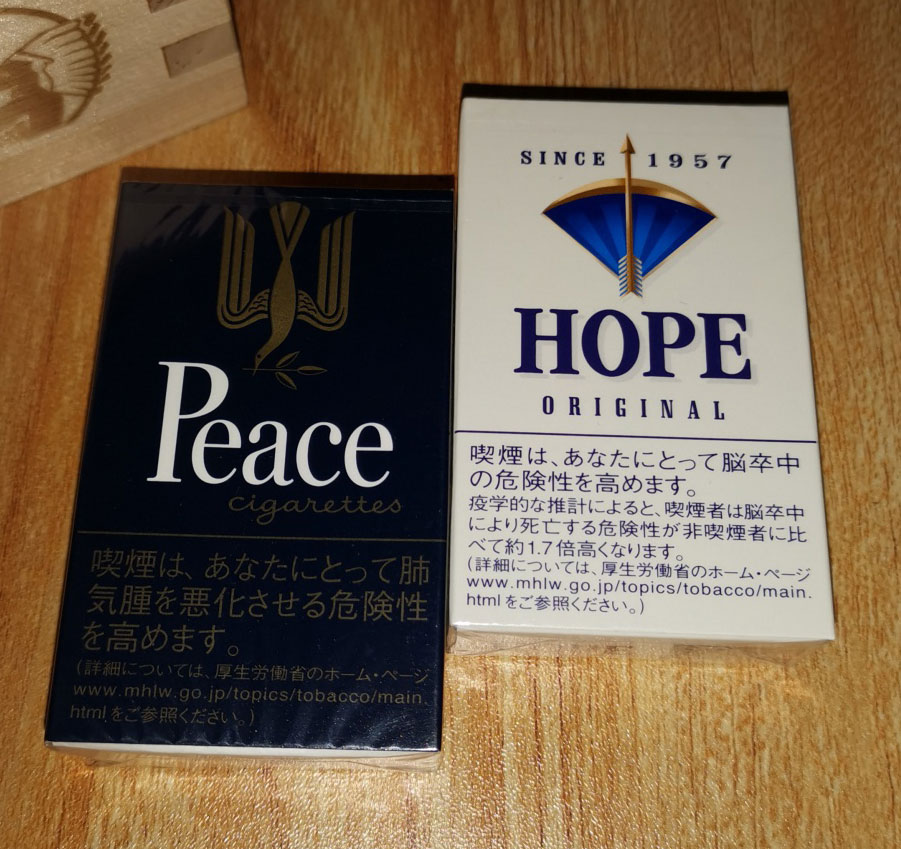 Peace
cigarettes
喫煙は、あなたにとって肺
気腫を悪化させる危険性
を高めます。
(詳細については、厚生労働省のホーム・ページ
www.mhlw.go.jp/topics/tobacco/main.
htmlをご参照ください。)
SINCE 1957
HOPE
ORIGINAL
喫煙は、あなたにとって脳卒中
の危険性を高めます。
疫学的な推計によると、喫煙者は脳卒中
により死亡する危険性が非喫煙者に比
べて約1.7倍高くなります。
(詳細については、厚生労働省のホーム・ページ
www.mhlw.go.jp/topics/tobacco/main.
htmlをご参照ください。)